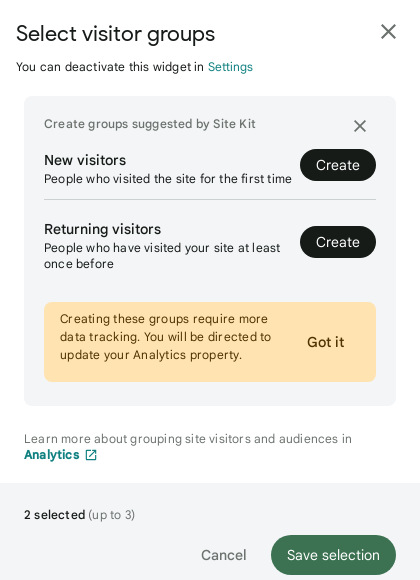 Select visitor groups
You can deactivate this widget in Settings
Create groups suggested by Site Kit
New visitors
People who visited the site for the first time
Create
Returning visitors
People who have visited your site at least
once before
Create
Creating these groups require more
data tracking. You will be directed to
update your Analytics property.
Got it
Learn more about grouping site visitors and audiences in
Analytics
2 selected (up to 3)
Cancel
Save selection